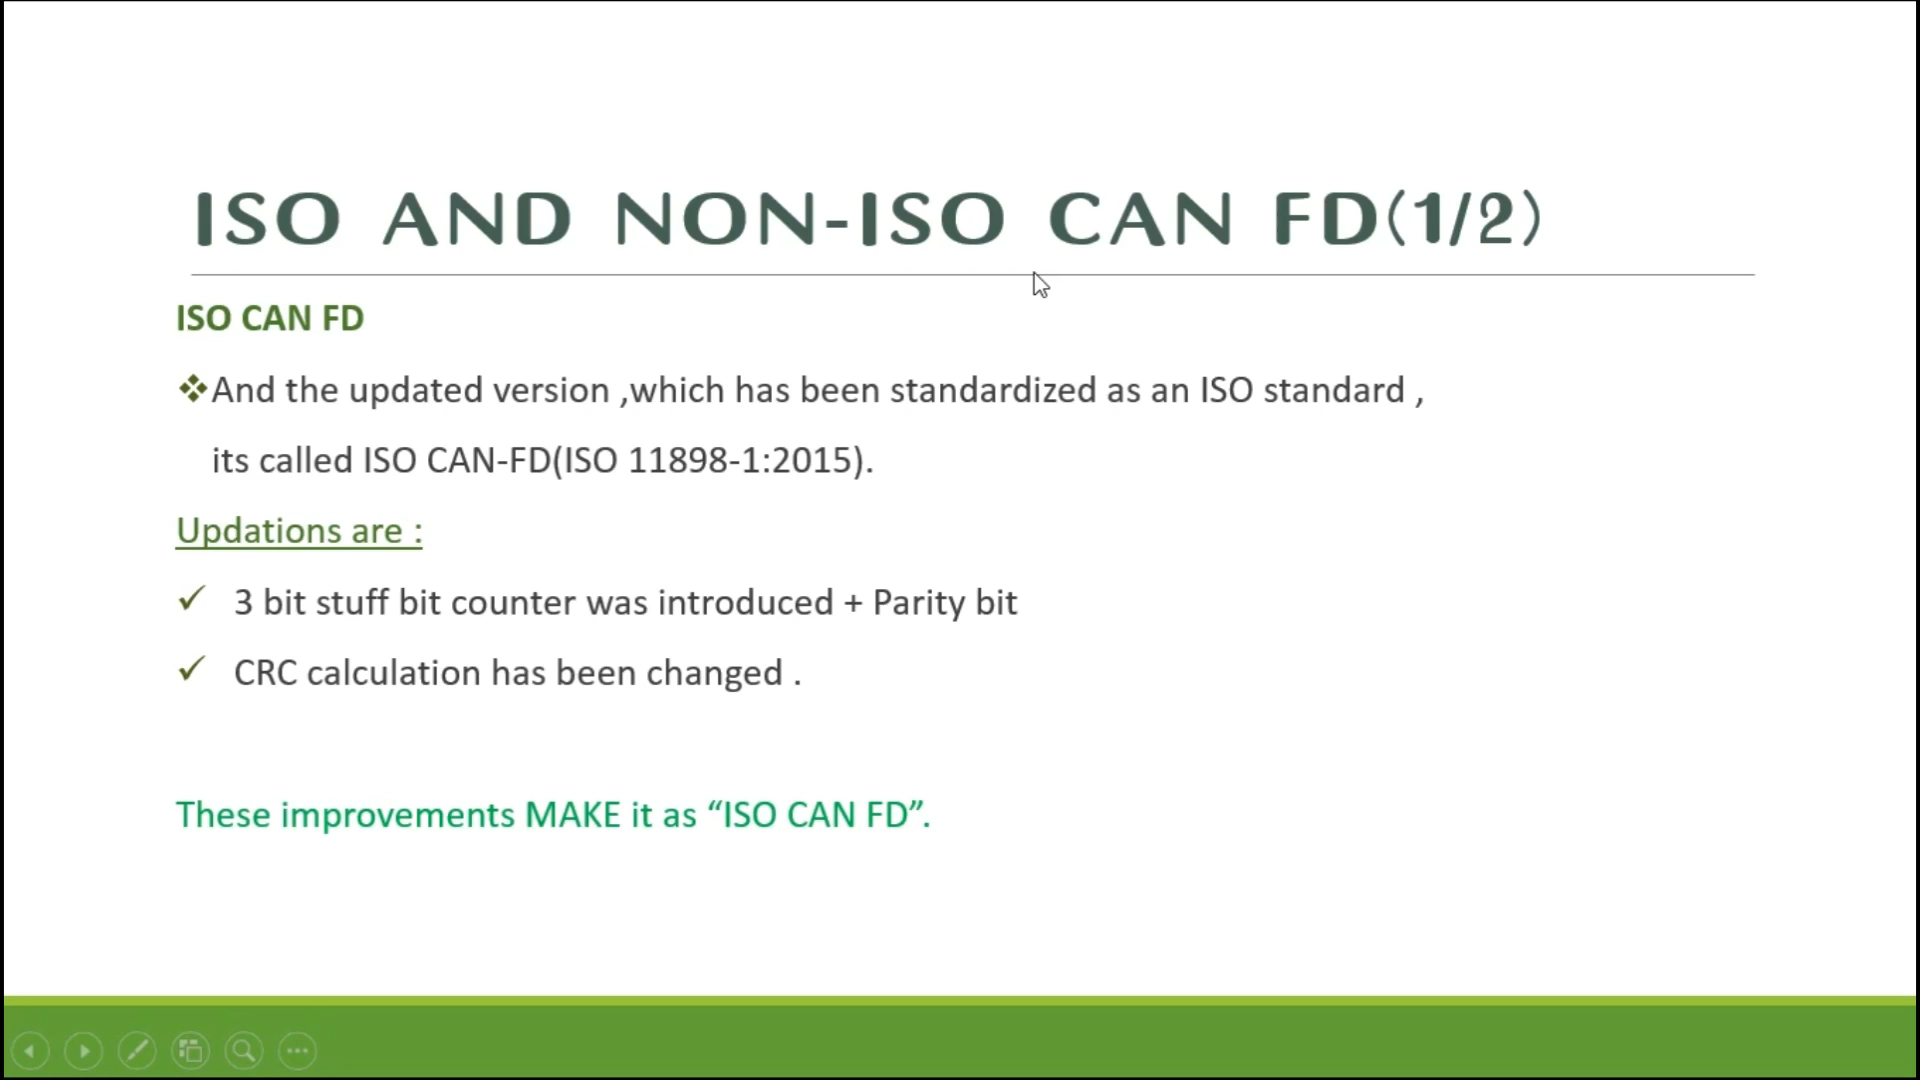 ISO AND NON-ISO CAN FD(1/2)
ISO CAN FD
❖And the updated version ,which has been standardized as an ISO standard ,
its called ISO CAN-FD(ISO 11898-1:2015).
Updations are :
✓ 3 bit stuff bit counter was introduced + Parity bit
✓ CRC calculation has been changed .
These improvements MAKE it as “ISO CAN FD”.